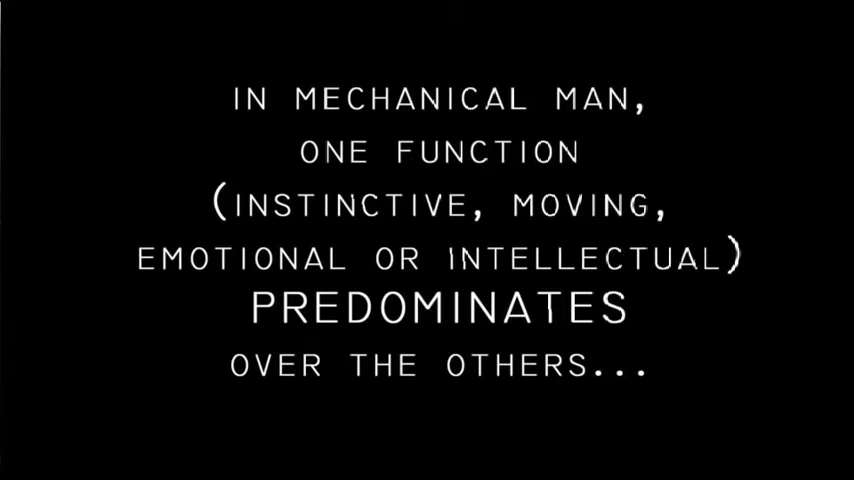 IN MECHANICAL MAN,
ONE FUNCTION
(INSTINCTIVE, MOVING,
EMOTIONAL OR INTELLECTUAL)
PREDOMINATES
OVER THE OTHERS...